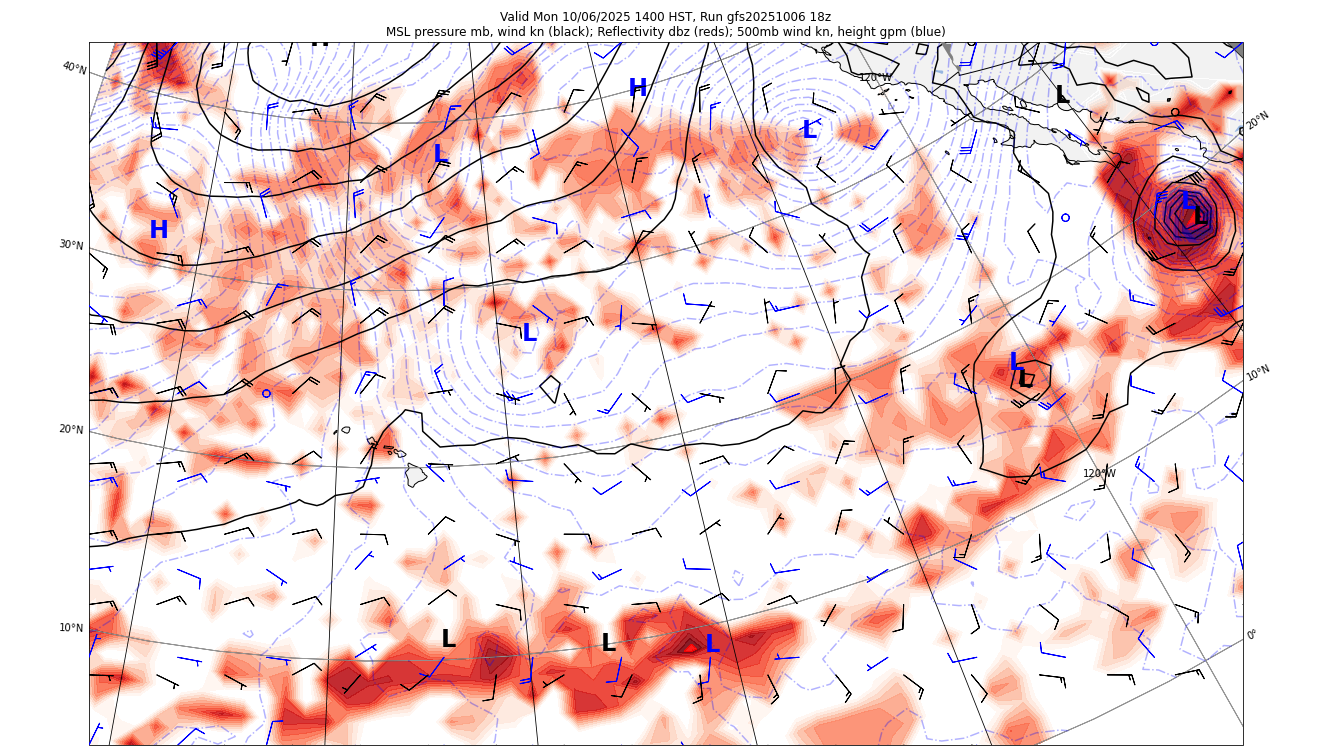 Valid Mon 10/06/2025 1400 HST, Run gfs20251006 18z
MSL pressure mb, wind kn (black); Reflectivity dbz (reds); 500mb wind kn, height gpm (blue)
H
40°N
120°W
H
L
L
20°N
L
L
H
L
L
30°N
L
L
L
10°N
20°N
120°W
10°N
L
L
L
0°